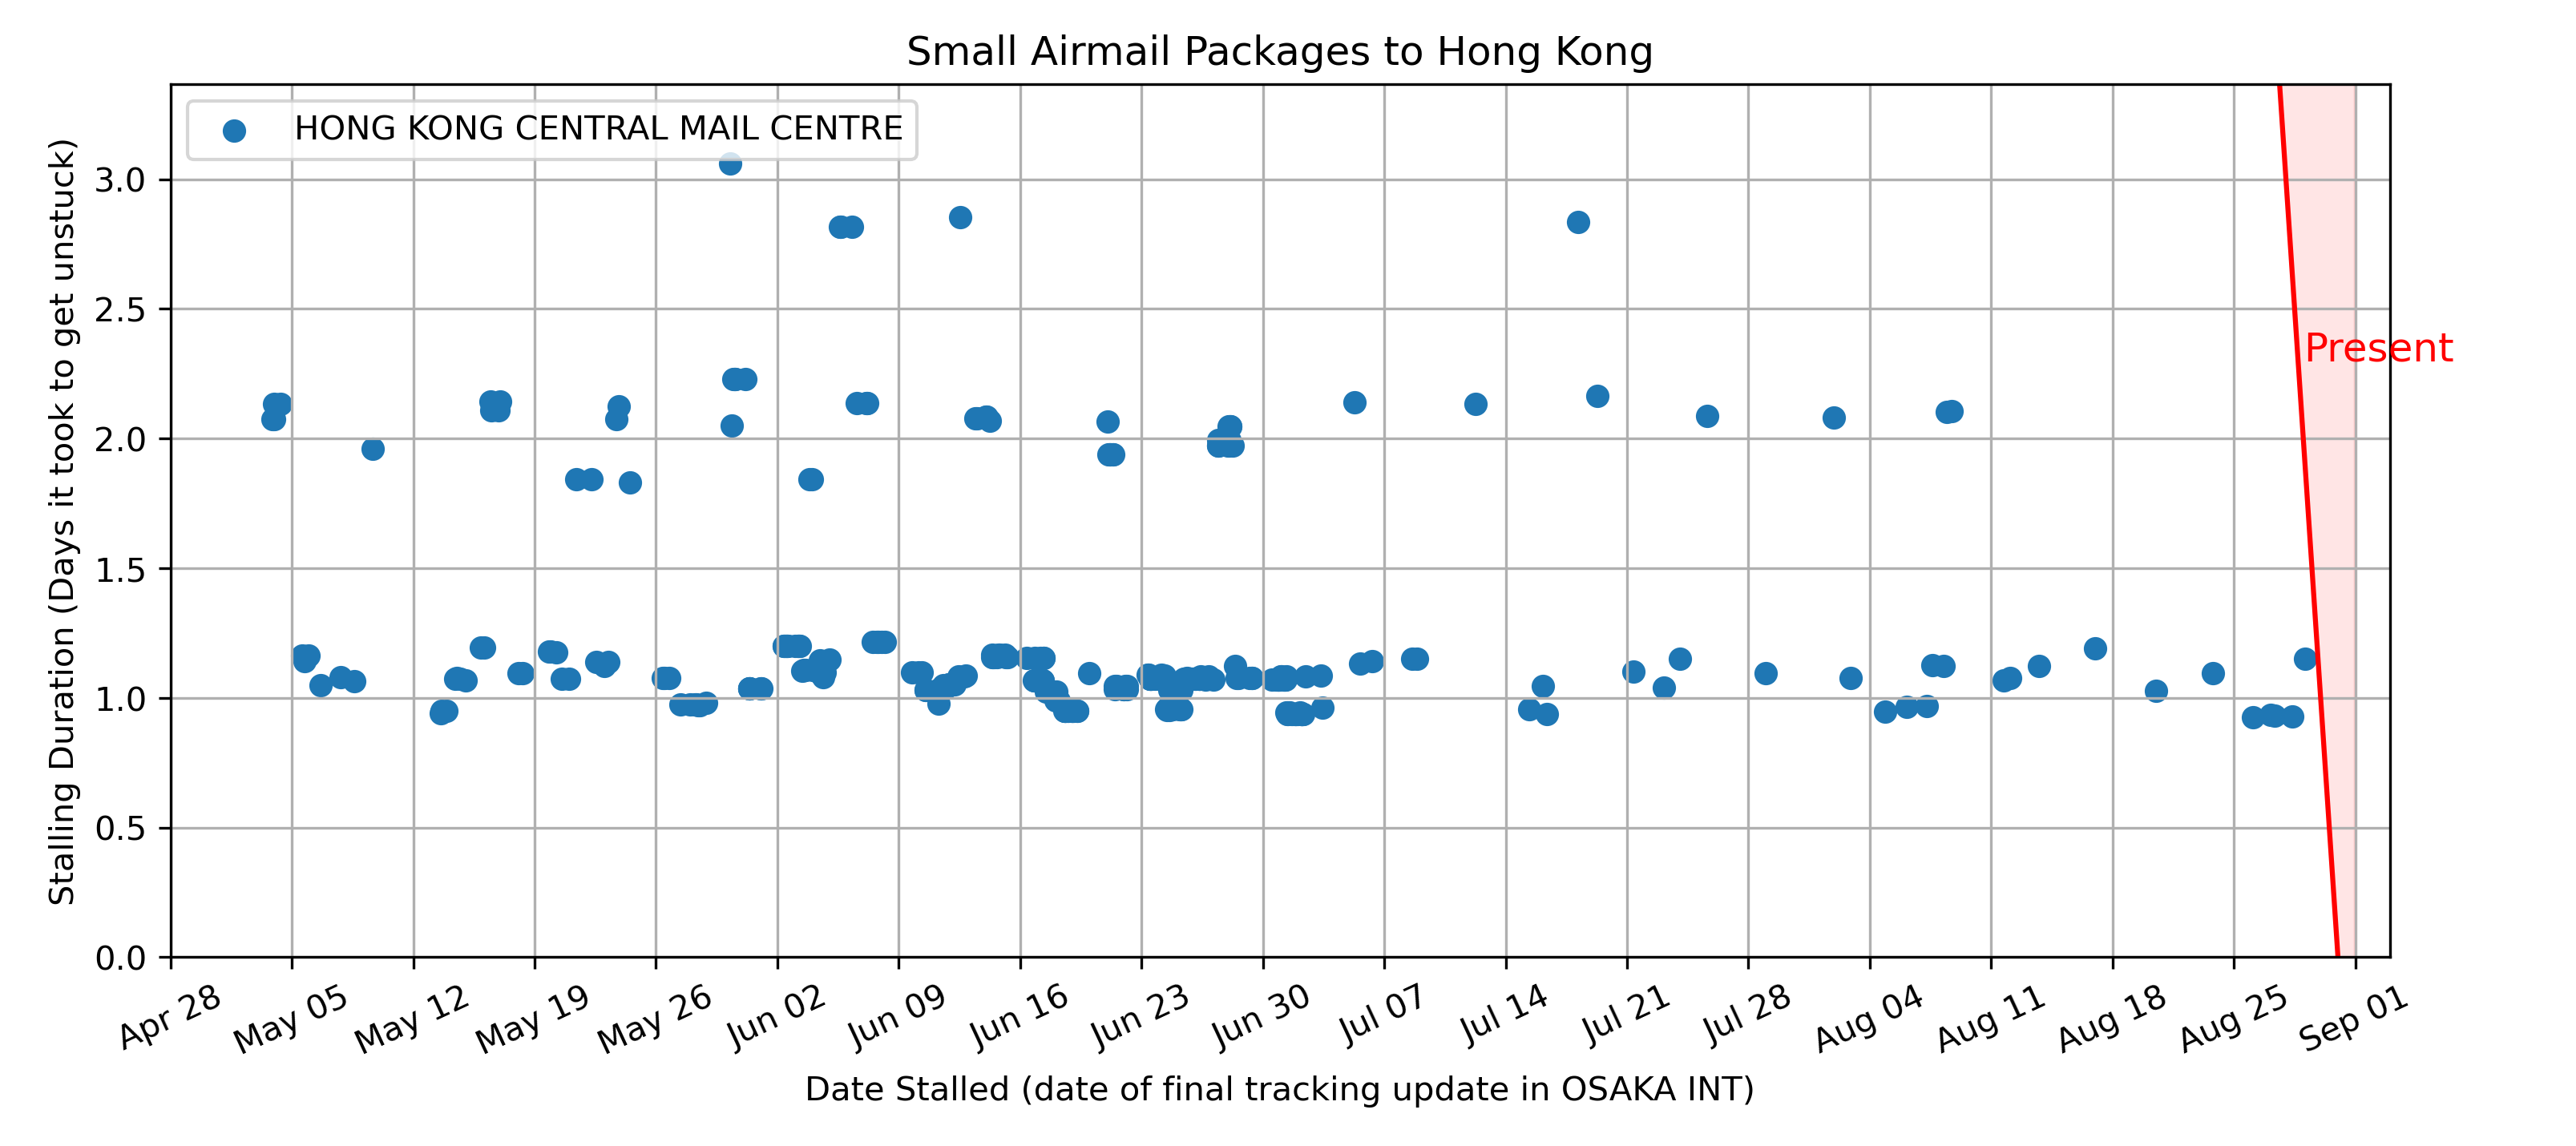 Small Airmail Packages to Hong Kong
HONG KONG CENTRAL MAIL CENTRE
Stalling Duration (Days it took to get unstuck)
3.0
2.5
2.0
1.5
1.0
0.5
0.0
Present
Apr 28
May 05
May 12
May 19
May 26
Jun 02
Jun 09
Jun 16
Jun 23
Jun 30
Jul 07
Jul 14
Jul 21
Jul 28
Aug 04
Aug 11
Aug 18
Aug 25
Sep 01
Date Stalled (date of final tracking update in OSAKA INT)